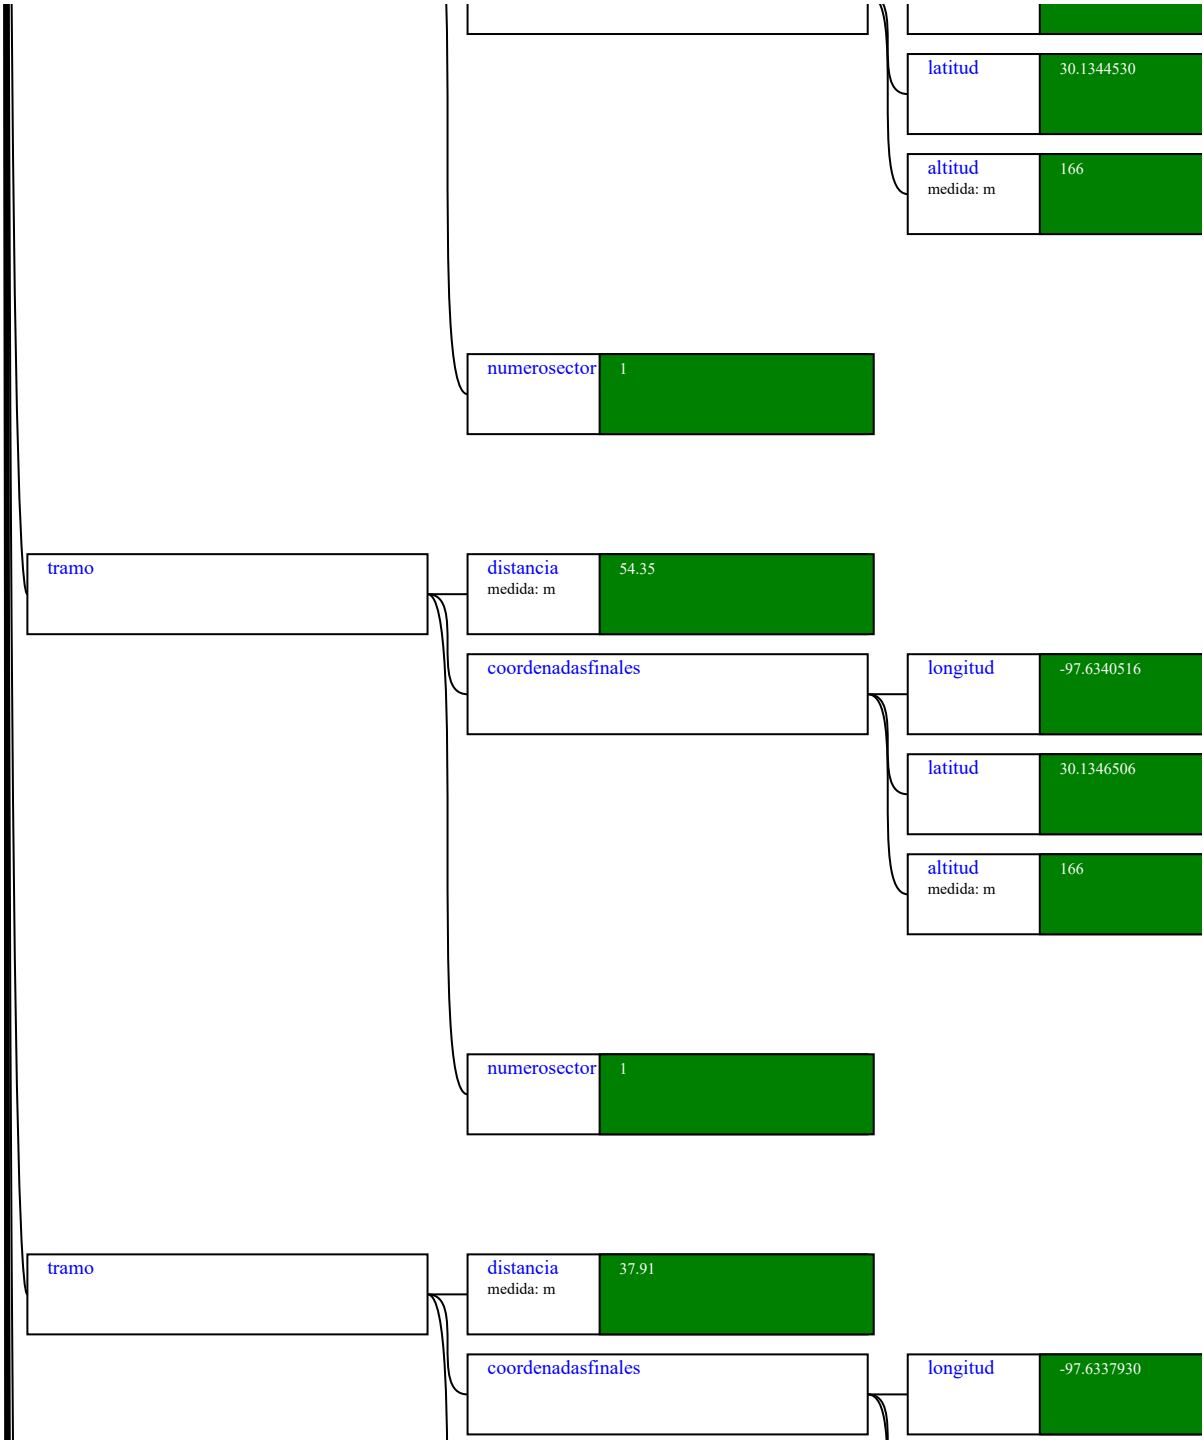 latitud 30.1344530
altitud 166
medida: m
numerosector 1
tramo distancia 54.35
medida: m
coordenadasfinales longitud -97.6340516
latitud 30.1346506
altitud 166
medida: m
numerosector 1
tramo distancia 37.91
medida: m
coordenadasfinales longitud -97.6337930